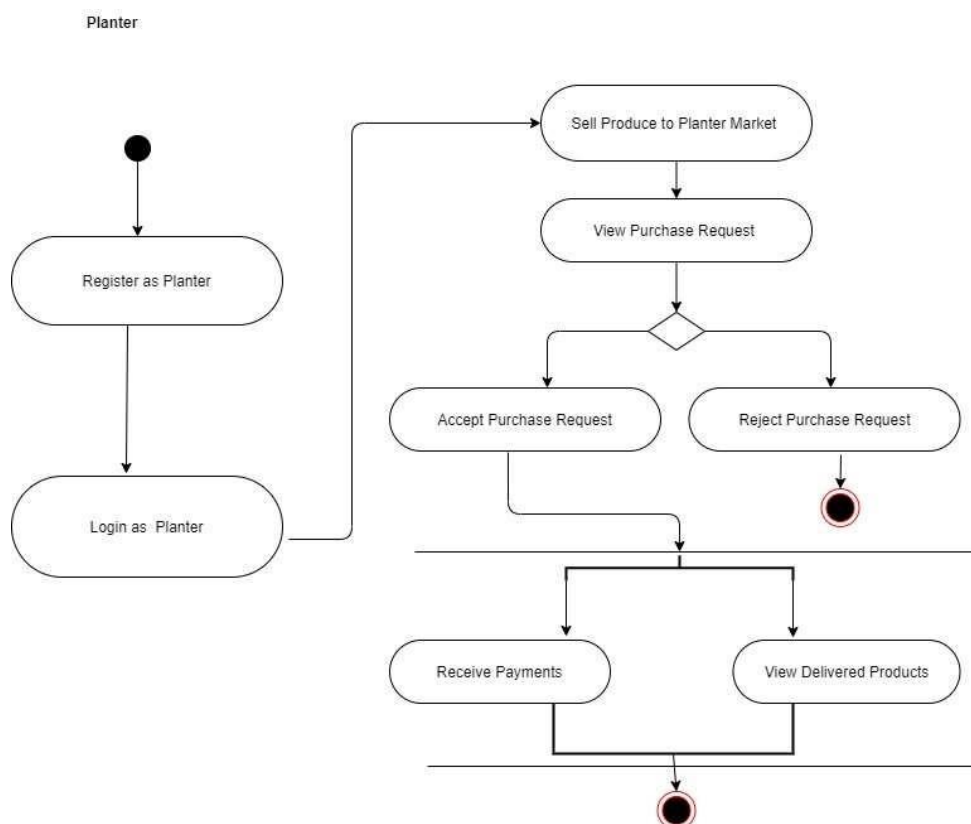 Planter
Sell Produce to Planter Market
View Purchase Request
Register as Planter
Accept Purchase Request
Reject Purchase Request
Login as Planter
Receive Payments
View Delivered Products